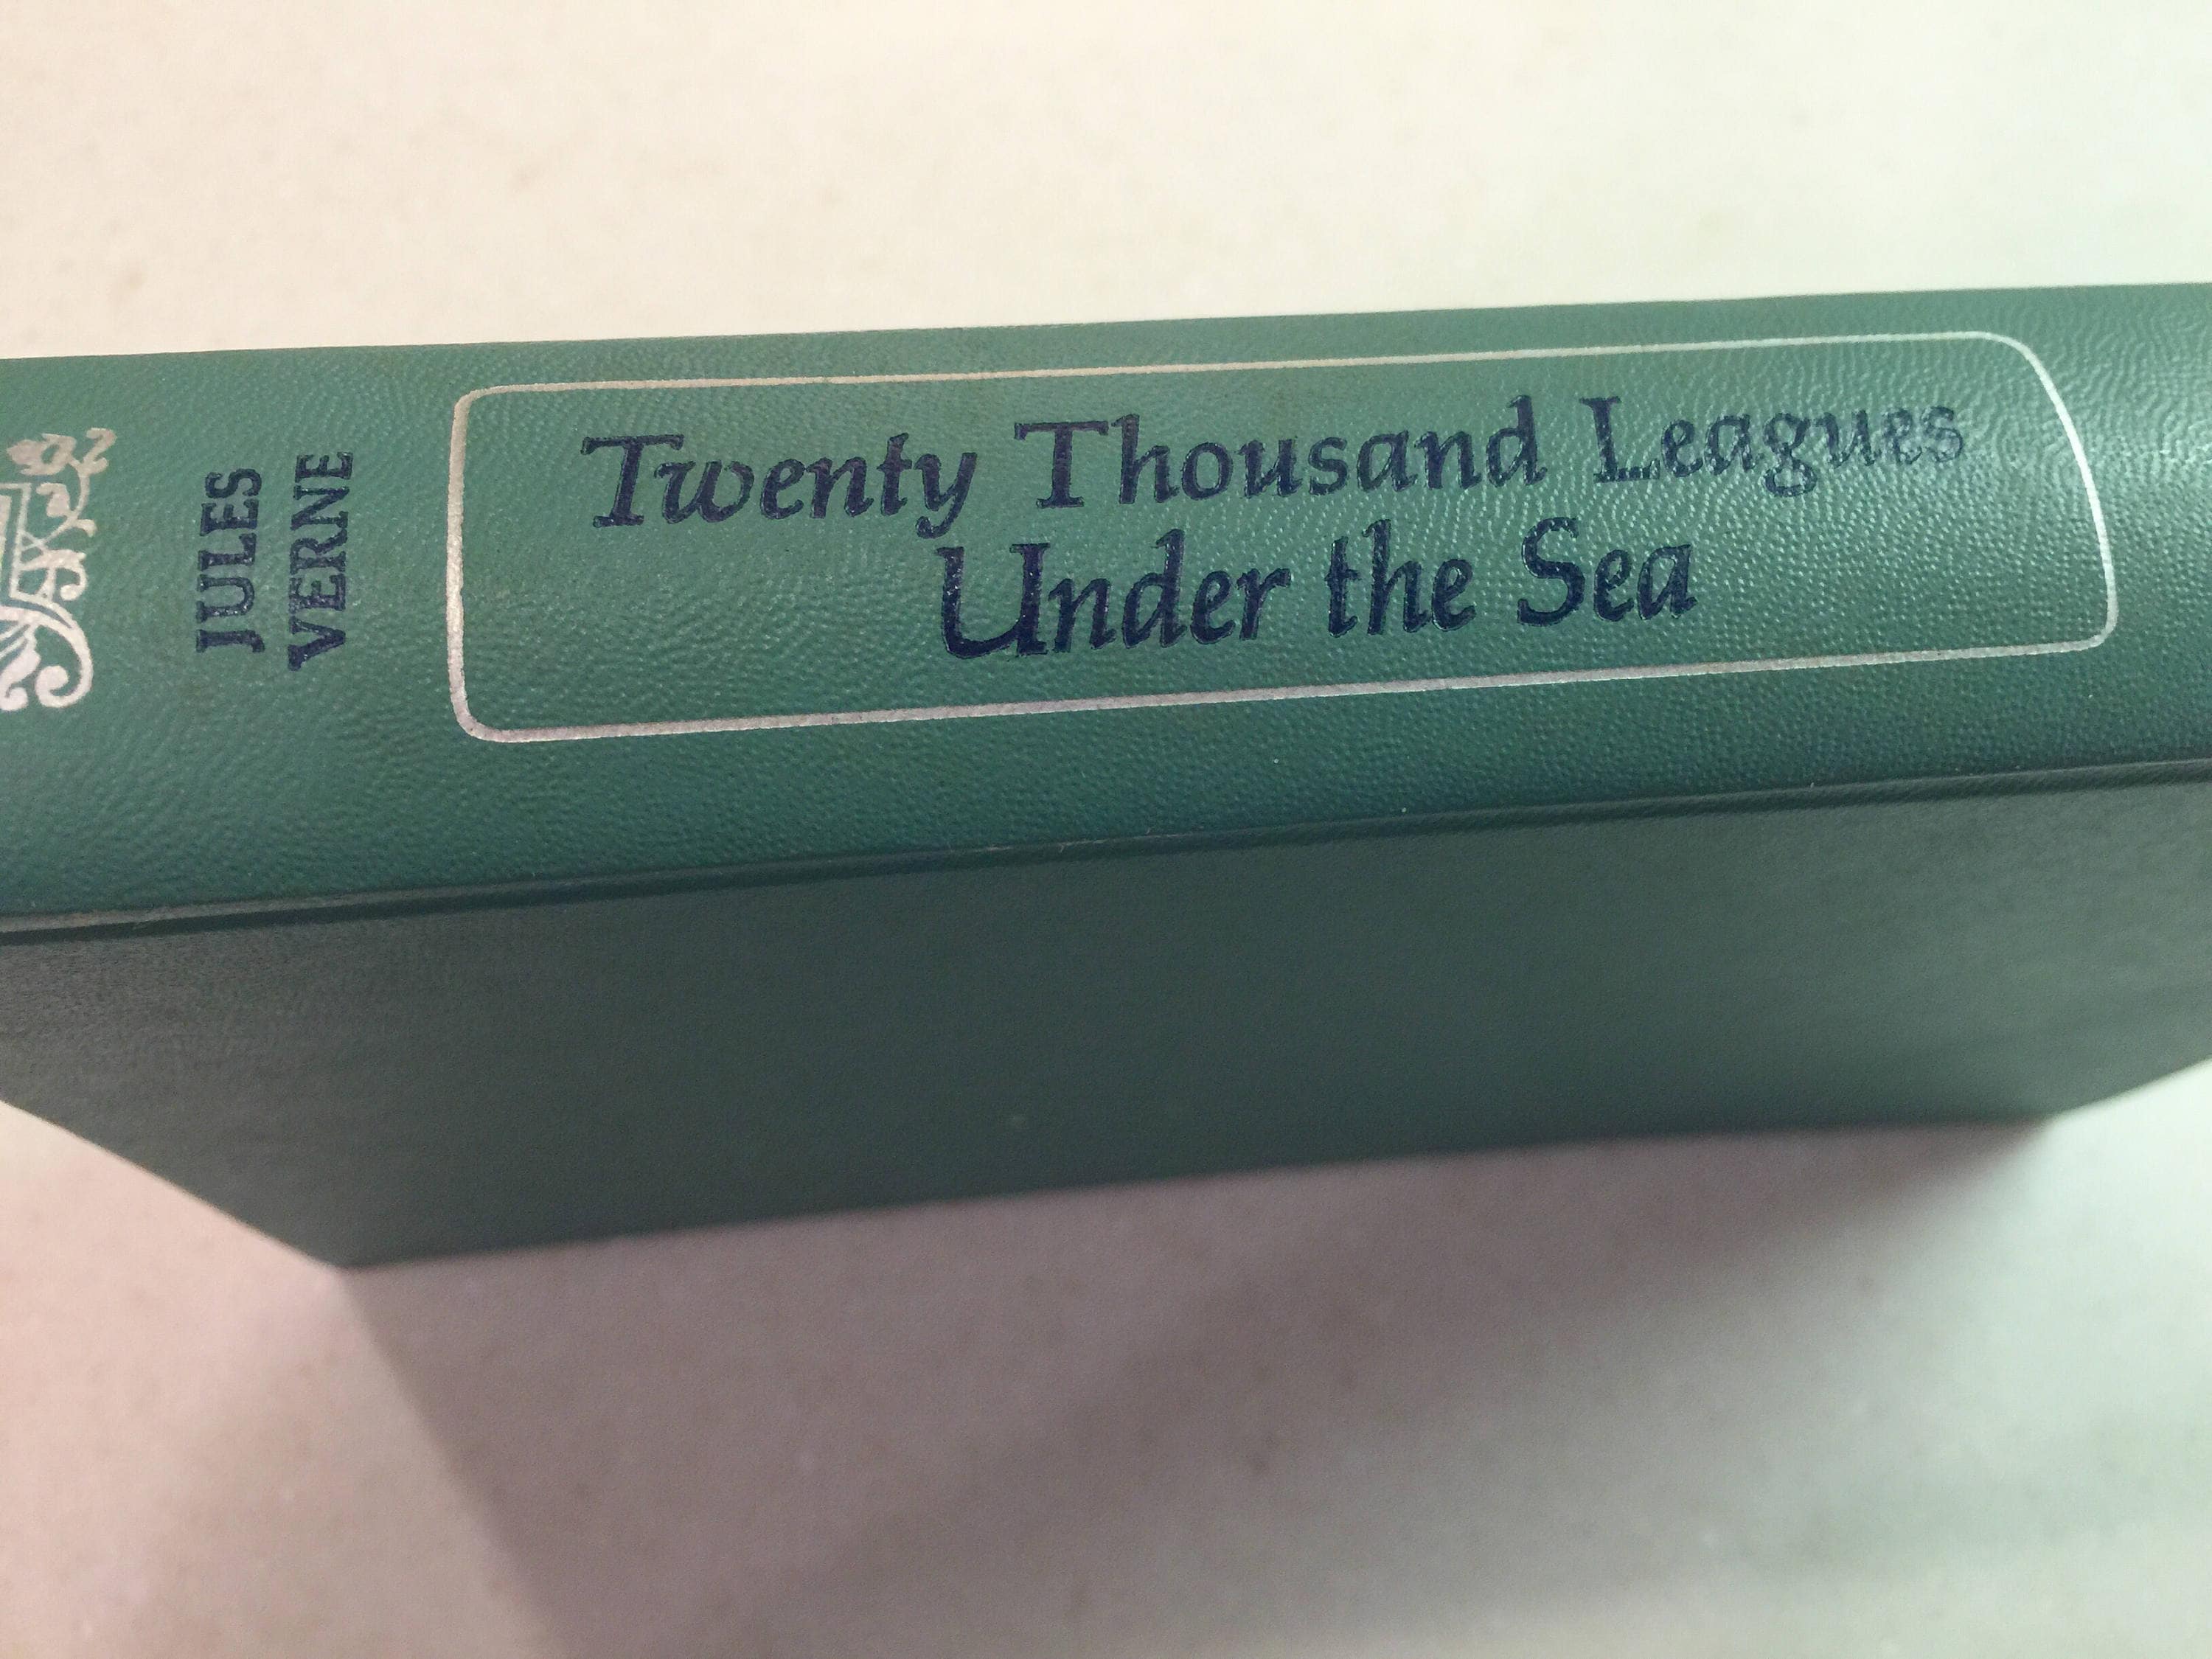 JULES
VERNE
Twenty Thousand Leagues
Under the Sea